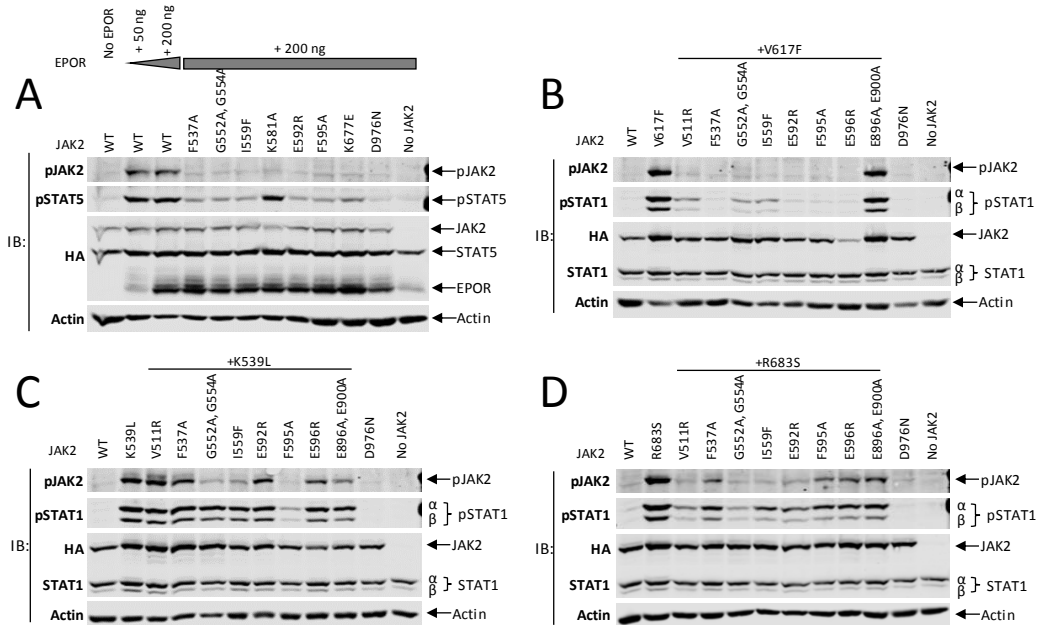 No EPOR
+ 50 ng
+ 200 ng
+ 200 ng
EPOR
A
JAK2
WT
WT
WT
F537A
G552A, G554A
I559F
K581A
E592R
F595A
K677E
D976N
No JAK2
pJAK2
pJAK2
pSTAT5
pSTAT5
IB:
HA
JAK2
STAT5
EPOR
Actin
Actin
B
+V617F
JAK2
WT
V617F
V511R
F537A
G552A, G554A
I559F
E592R
F595A
E596R
E896A, E900A
D976N
No JAK2
pJAK2
pJAK2
pSTAT1
α
β
pSTAT1
IB:
HA
JAK2
STAT1
α
β
STAT1
Actin
Actin
C
+K539L
JAK2
WT
K539L
V511R
F537A
G552A, G554A
I559F
E592R
F595A
E596R
E896A, E900A
D976N
No JAK2
pJAK2
pJAK2
pSTAT1
α
β
pSTAT1
IB:
HA
JAK2
STAT1
α
β
STAT1
Actin
Actin
D
+R683S
JAK2
WT
R683S
V511R
F537A
G552A, G554A
I559F
E592R
F595A
E596R
E896A, E900A
D976N
No JAK2
pJAK2
pJAK2
pSTAT1
α
β
pSTAT1
IB:
HA
JAK2
STAT1
α
β
STAT1
Actin
Actin